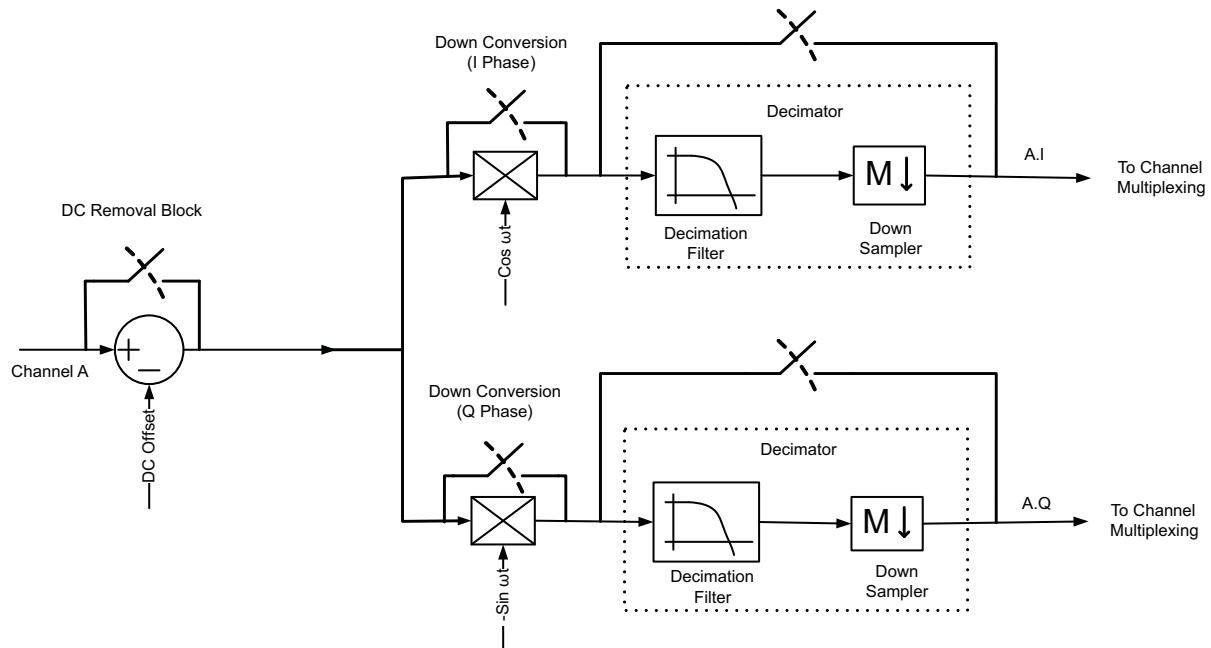 Down Conversion
(I Phase)
Decimator
M
A.I
To Channel
Multiplexing
Decimation
Filter
Down
Sampler
Cos ωt
DC Removal Block
+
−
Channel A
DC Offset
Down Conversion
(Q Phase)
Decimator
M
A.Q
To Channel
Multiplexing
Decimation
Filter
Down
Sampler
-Sin ωt